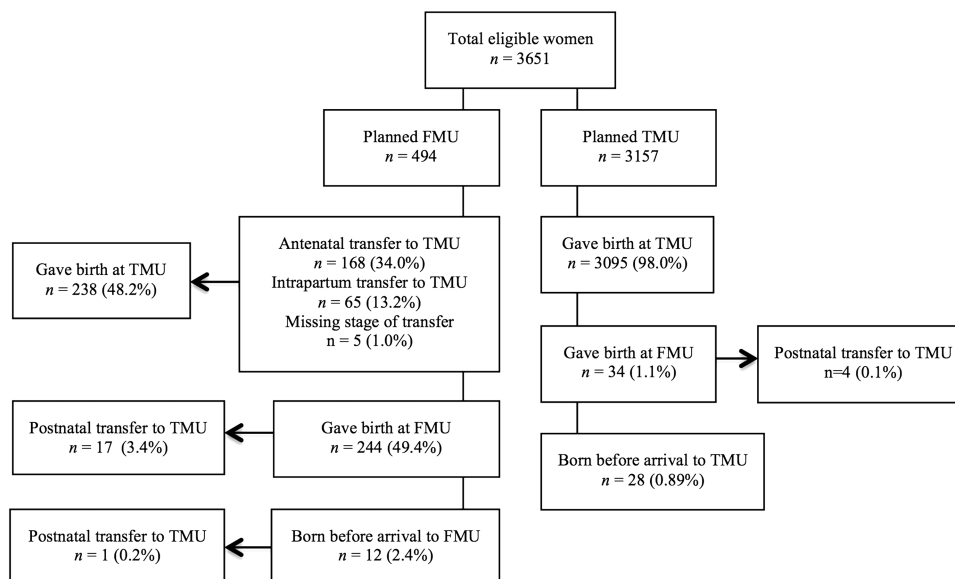 Total eligible women
n = 3651
Planned FMU
n = 494
Planned TMU
n = 3157
Antenatal transfer to TMU
n = 168 (34.0%)
Intrapartum transfer to TMU
n = 65 (13.2%)
Missing stage of transfer
n = 5 (1.0%)
Gave birth at TMU
n = 238 (48.2%)
Gave birth at TMU
n = 3095 (98.0%)
Gave birth at FMU
n = 34 (1.1%)
Postnatal transfer to TMU
n=4 (0.1%)
Postnatal transfer to TMU
n = 17 (3.4%)
Gave birth at FMU
n = 244 (49.4%)
Born before arrival to TMU
n = 28 (0.89%)
Postnatal transfer to TMU
n = 1 (0.2%)
Born before arrival to FMU
n = 12 (2.4%)